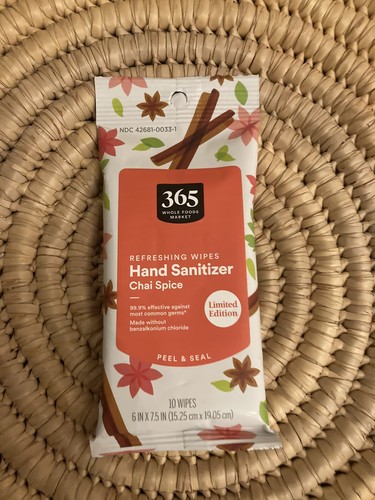 NDC 42681-0033-1
365
WHOLE FOODS
MARKET
REFRESHING WIPES
Hand Sanitizer
Chai Spice
99.9% effective against
most common germs*
Made without
benzalkonium chloride
Limited
Edition
PEEL & SEAL
10 WIPES
6 IN X 7.5 IN (15.25 cm x 19.05 cm)